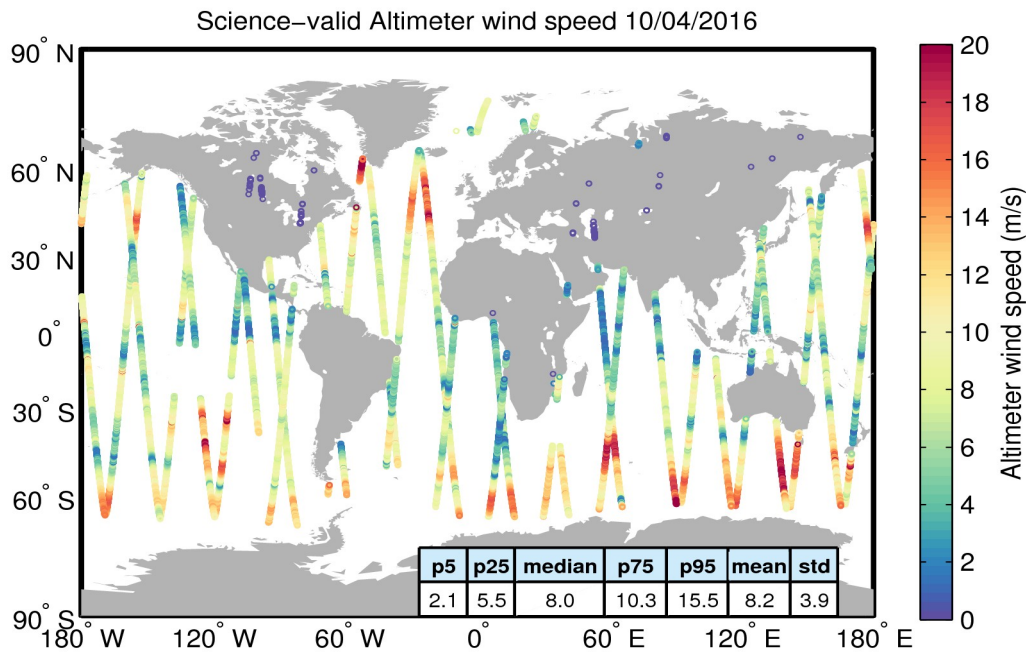 Science−valid Altimeter wind speed 10/04/2016
90° N
60° N
30° N
0°
30° S
60° S
90° S
180° W
120° W
60° W
0°
60° E
120° E
180° E
p5 p25 median p75 p95 mean std
2.1 5.5 8.0 10.3 15.5 8.2 3.9
20
18
16
14
12
10
8
6
4
2
0
Altimeter wind speed (m/s)